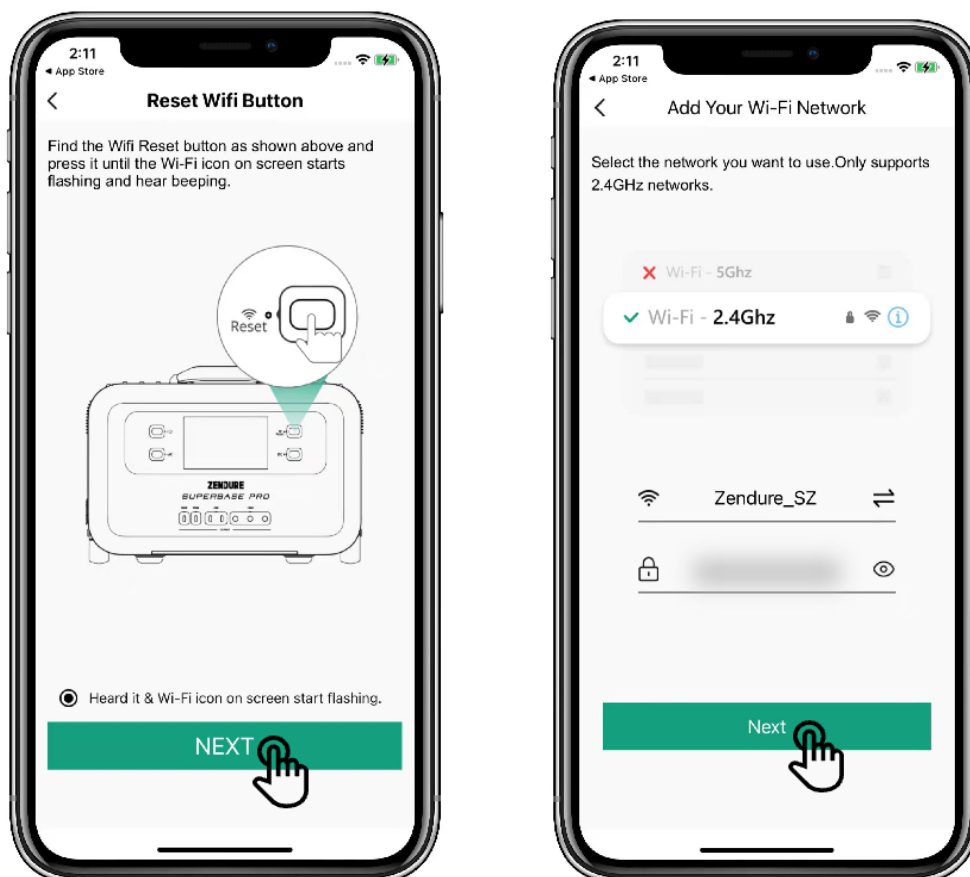 2:11
App Store
Reset Wifi Button
Find the Wifi Reset button as shown above and
press it until the Wi-Fi icon on screen starts
flashing and hear beeping.
Reset
ZENDURE
SUPERBASE PRO
Heard it & Wi-Fi icon on screen start flashing.
NEXT
2:11
App Store
Add Your Wi-Fi Network
Select the network you want to use.Only supports
2.4GHz networks.
Wi-Fi - 5Ghz
Wi-Fi - 2.4Ghz
Zendure_SZ
Next